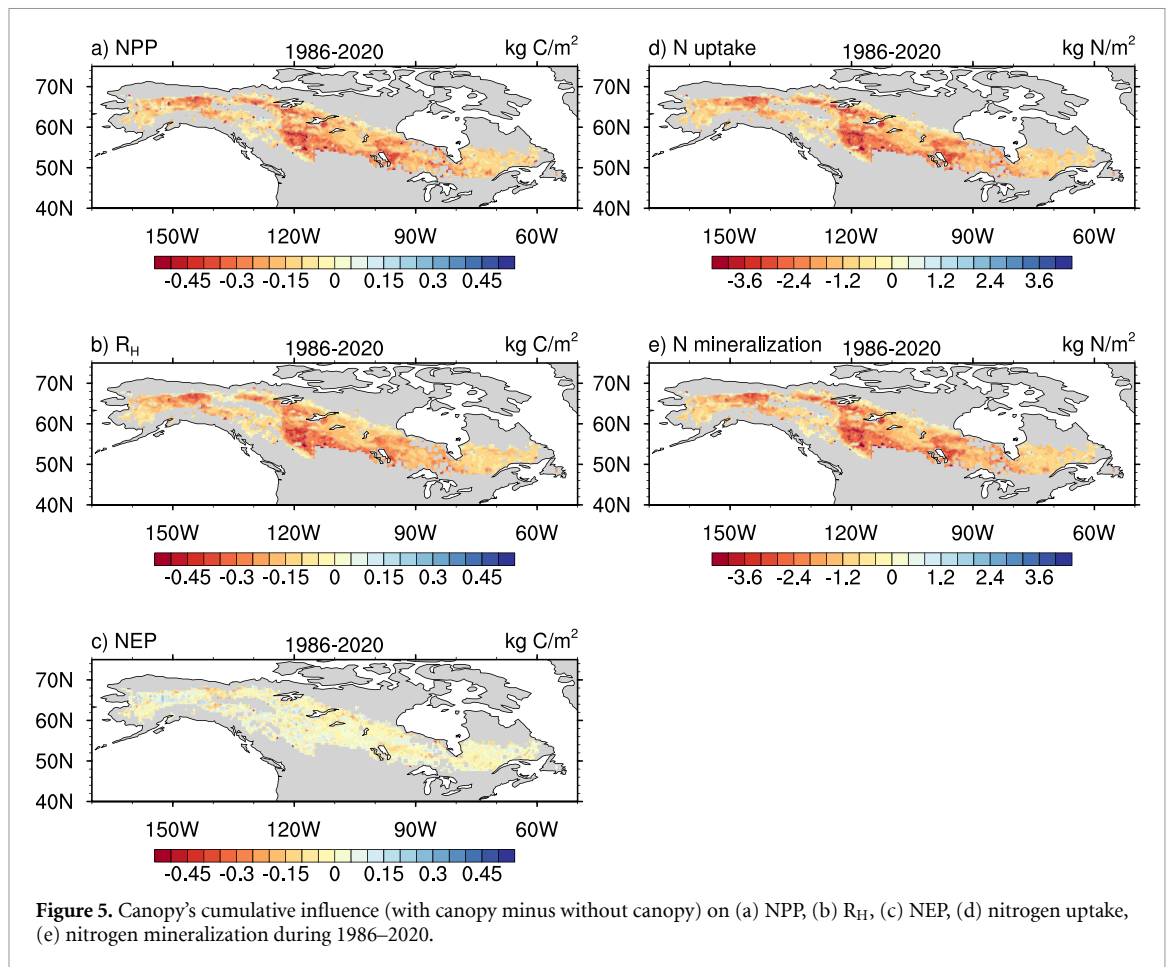 a) NPP 1986-2020 kg C/m²
70N
60N
50N
40N
150W 120W 90W 60W
-0.45 -0.3 -0.15 0 0.15 0.3 0.45
d) N uptake 1986-2020 kg N/m²
70N
60N
50N
40N
150W 120W 90W 60W
-3.6 -2.4 -1.2 0 1.2 2.4 3.6
b) R_H 1986-2020 kg C/m²
70N
60N
50N
40N
150W 120W 90W 60W
-0.45 -0.3 -0.15 0 0.15 0.3 0.45
e) N mineralization 1986-2020 kg N/m²
70N
60N
50N
40N
150W 120W 90W 60W
-3.6 -2.4 -1.2 0 1.2 2.4 3.6
c) NEP 1986-2020 kg C/m²
70N
60N
50N
40N
150W 120W 90W 60W
-0.45 -0.3 -0.15 0 0.15 0.3 0.45
Figure 5. Canopy's cumulative influence (with canopy minus without canopy) on (a) NPP, (b) R_H, (c) NEP, (d) nitrogen uptake,
(e) nitrogen mineralization during 1986–2020.